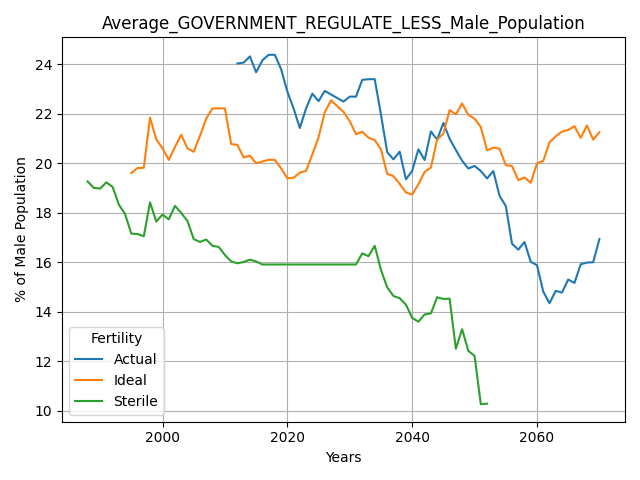 Average_GOVERNMENT_REGULATE_LESS_Male_Population
% of Male Population
24
22
20
18
16
14
12
10
Fertility
Actual
Ideal
Sterile
2000 2020 2040 2060
Years